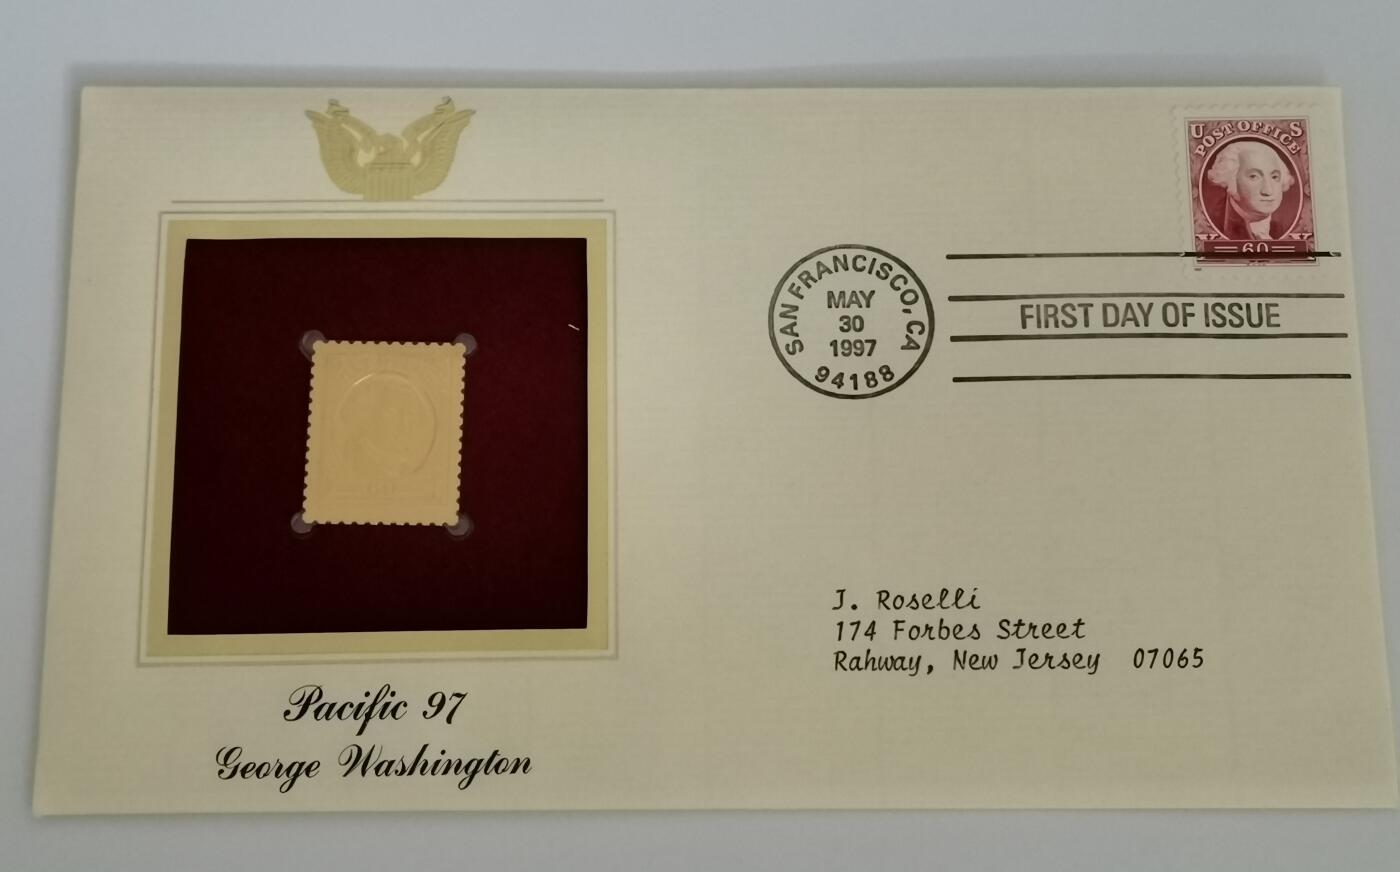 U S
POST OFFICE
X X
60
SAN FRANCISCO, CA
MAY
30
1997
94188
FIRST DAY OF ISSUE
60
J. Roselli
174 Forbes Street
Rahway, New Jersey 07065
Pacific 97
George Washington